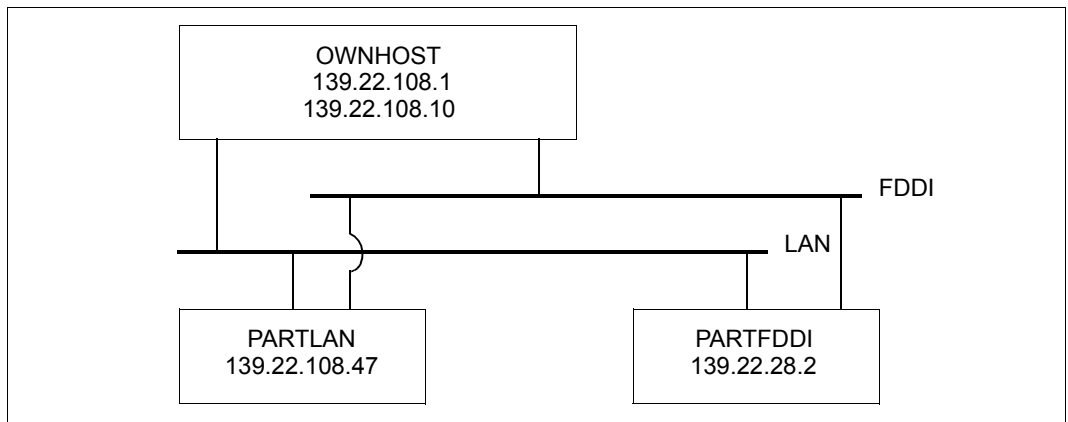 OWNHOST
139.22.108.1
139.22.108.10
FDDI
LAN
PARTLAN
139.22.108.47
PARTFDDI
139.22.28.2